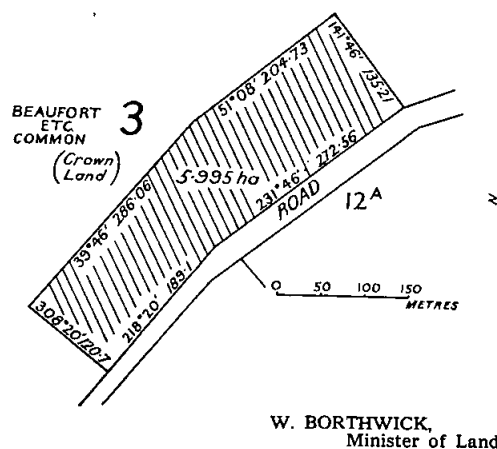 141°46' 135·21
51°08' 204·73
BEAUFORT
ETC.
COMMON
(Crown
Land)
3
5·995 ha
231°46' 272·56
ROAD
12A
39°46' 286·06
218°20' 189·1
308°20' 120·7
N
0 50 100 150
METRES
W. BORTHWICK,
Minister of Land